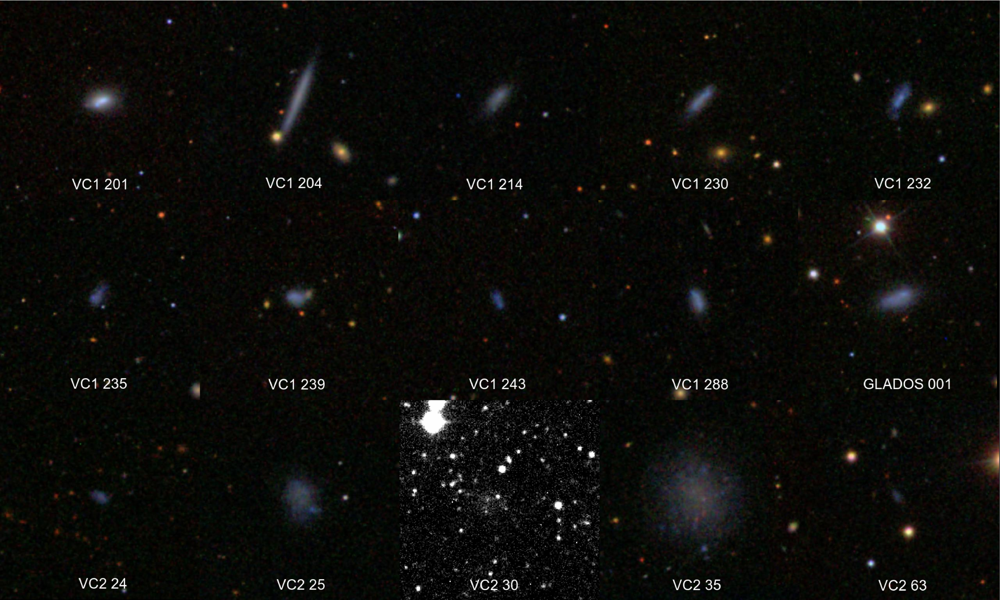 VC1 201
VC1 204
VC1 214
VC1 230
VC1 232
VC1 235
VC1 239
VC1 243
VC1 288
GLADOS 001
VC2 24
VC2 25
VC2 30
VC2 35
VC2 63